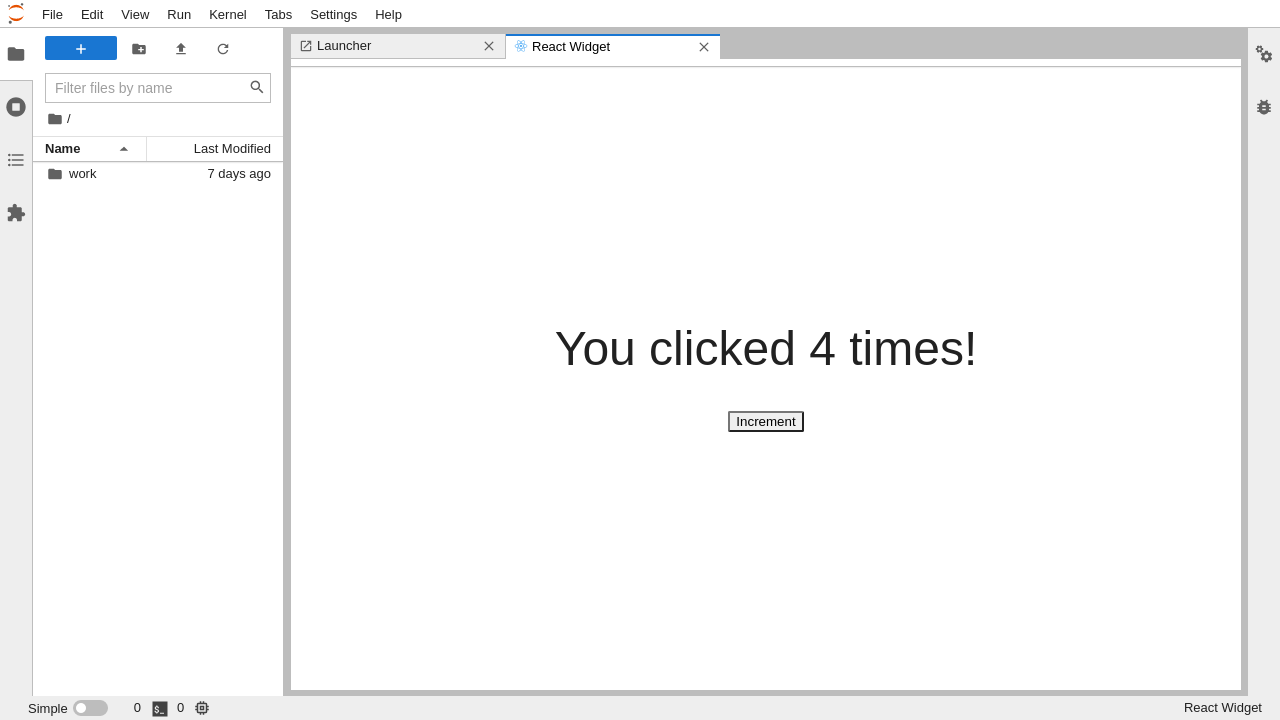 File Edit View Run Kernel Tabs Settings Help
Launcher
React Widget
Filter files by name
/
Name Last Modified
work 7 days ago
You clicked 4 times!
Increment
Simple 0 $_ 0 React Widget